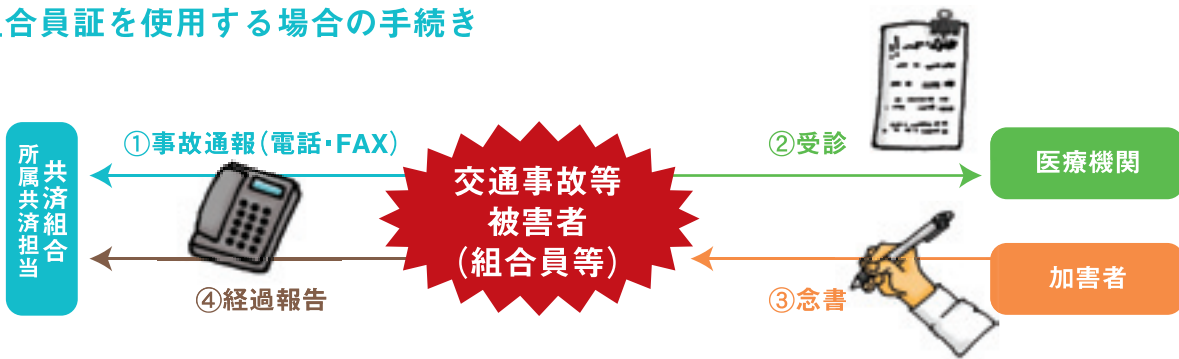 合員証を使用する場合の手続き
①事故通報(電話・FAX)
②受診
共済組合
所属共済担当
交通事故等
被害者
(組合員等)
医療機関
加害者
④経過報告
③念書